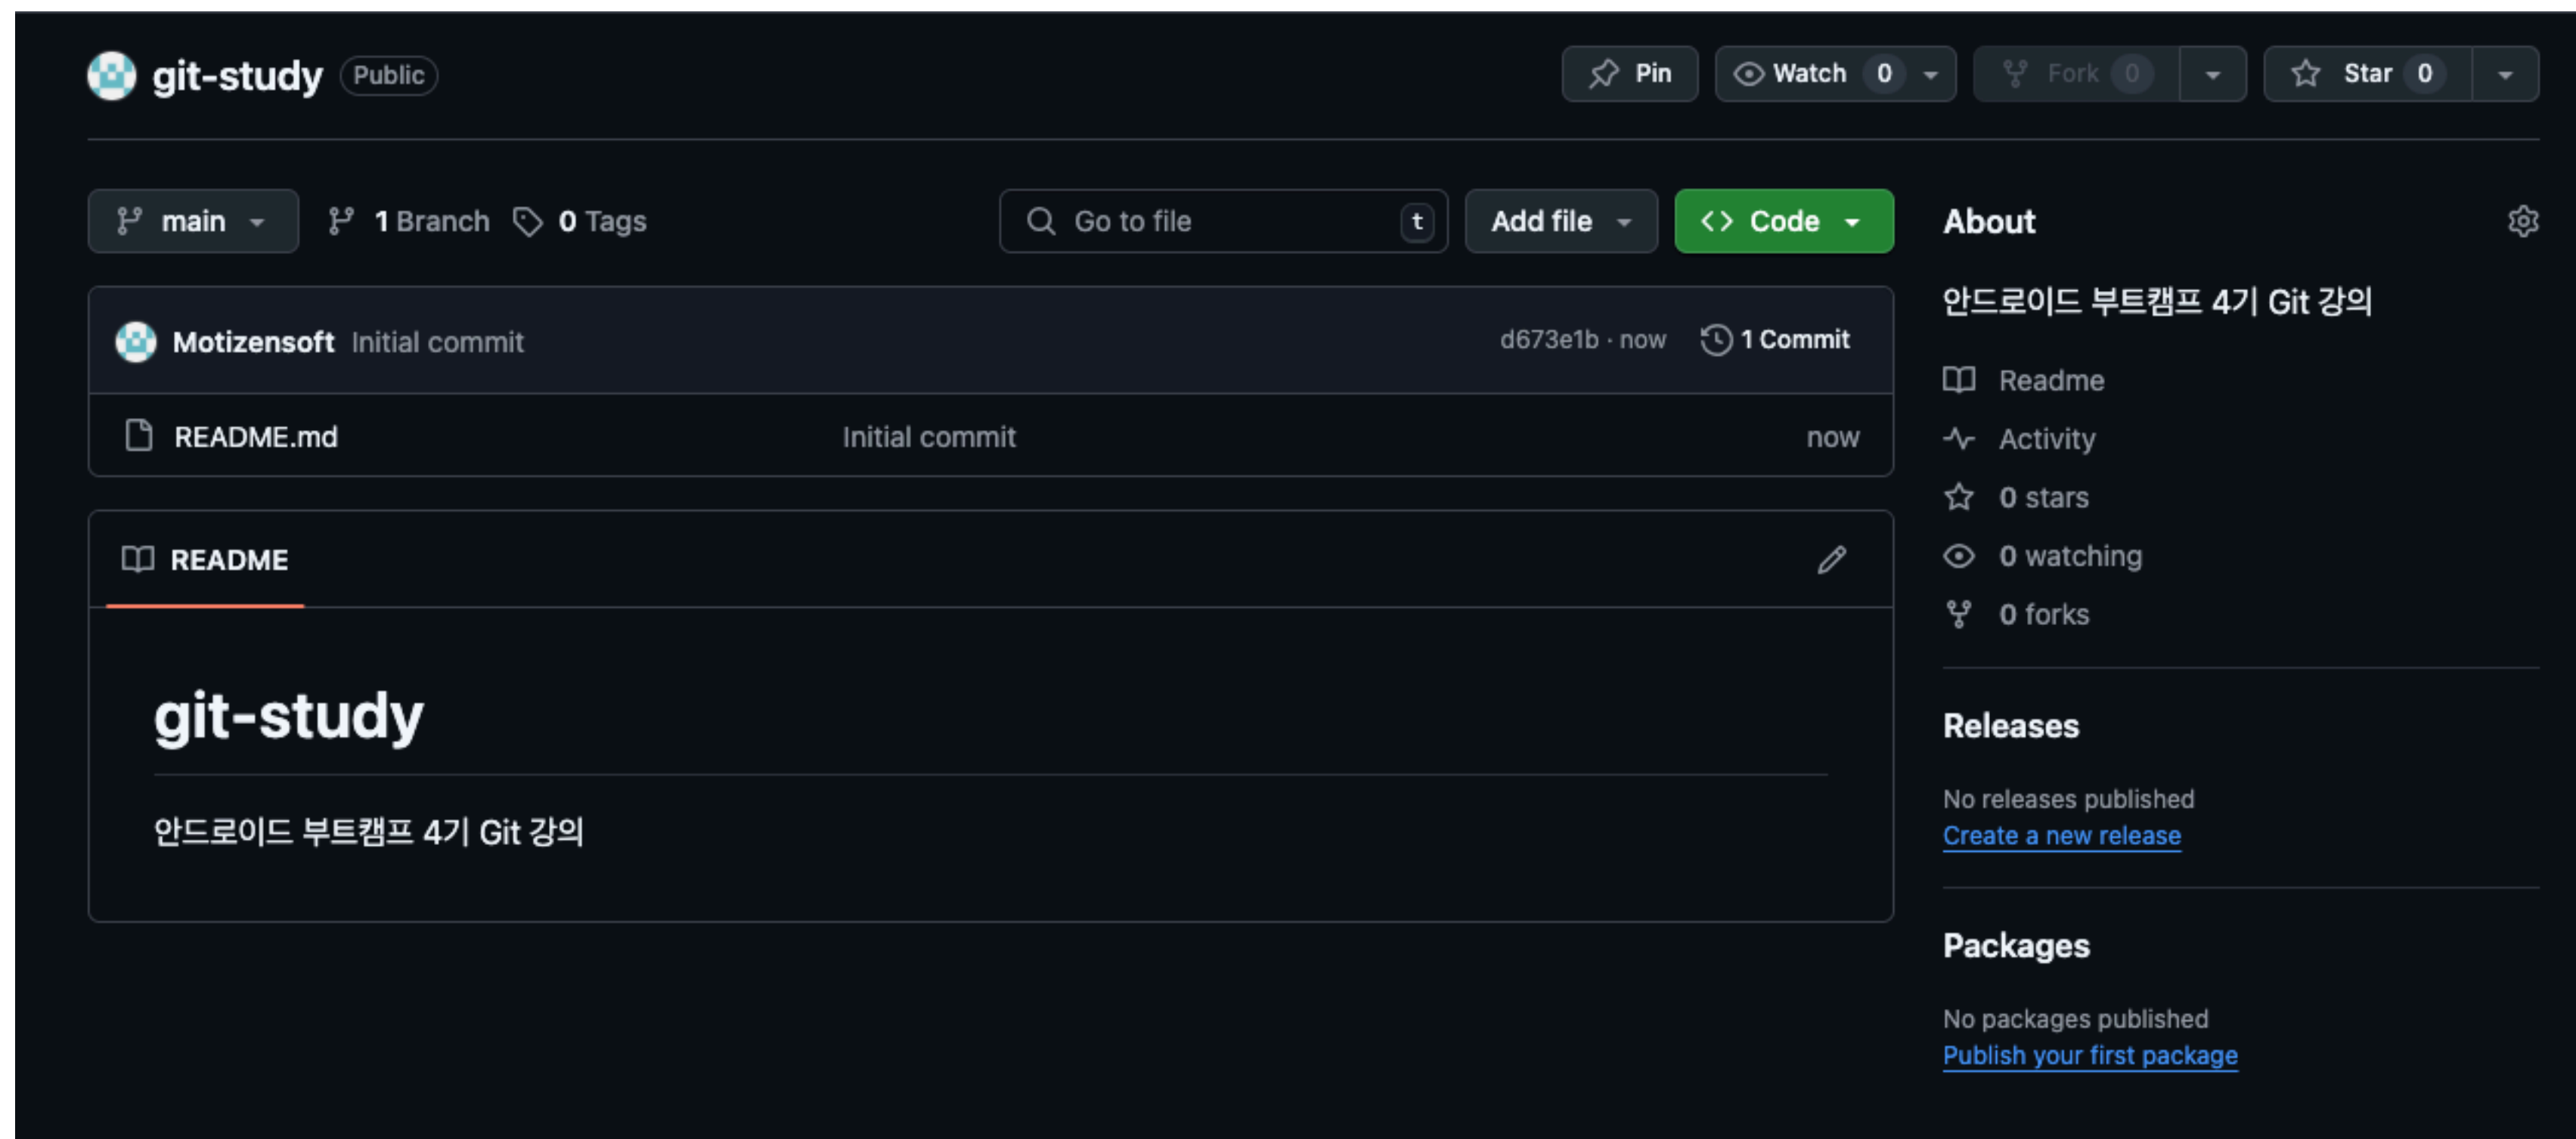 git-study Public Pin Watch 0 Fork 0 Star 0
main 1 Branch 0 Tags Go to file t Add file Code
Motizensoft Initial commit d673e1b · now 1 Commit
README.md Initial commit now
README
git-study
안드로이드 부트캠프 4기 Git 강의
About
안드로이드 부트캠프 4기 Git 강의
Readme
Activity
0 stars
0 watching
0 forks
Releases
No releases published
Create a new release
Packages
No packages published
Publish your first package